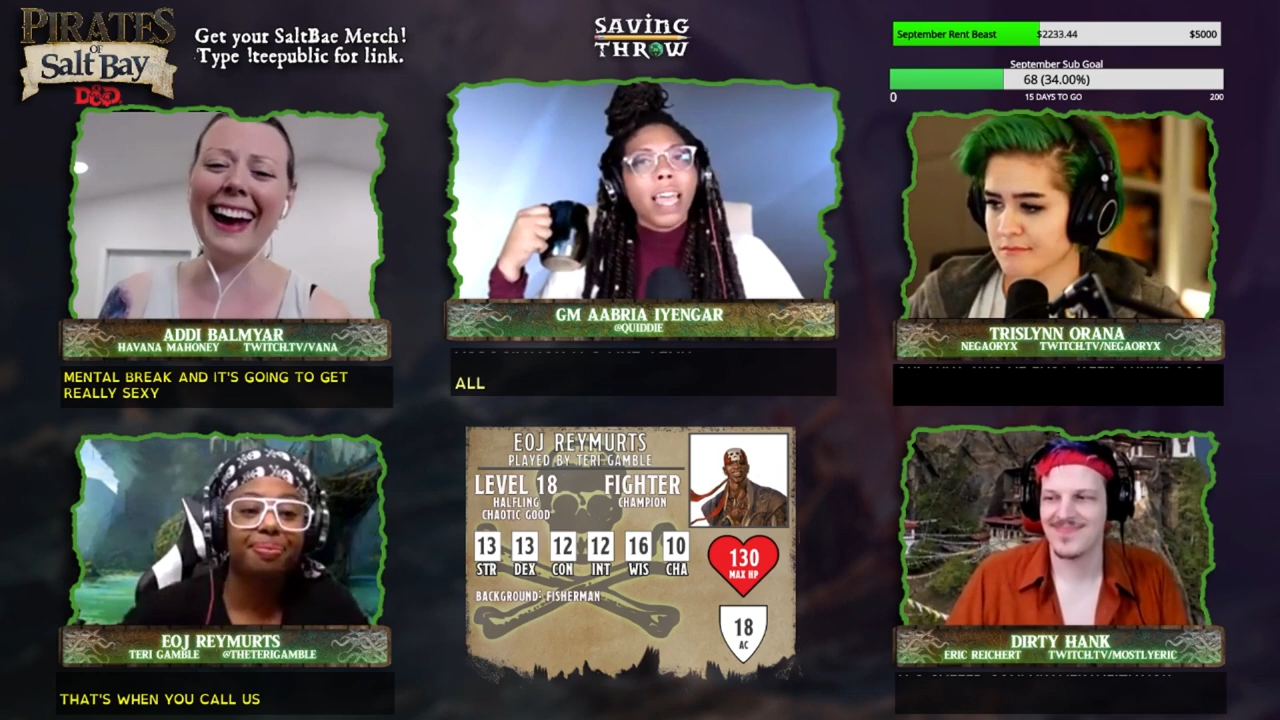 PIRATES
OF
Salt Bay
D&D
Get your SaltBae Merch!
Type !teepublic for link.
SAVING
THROW
September Rent Beast $2233.44 $5000
September Sub Goal
68 (34.00%)
0 15 DAYS TO GO 200
ADDI BALMYAR
HAVANA MAHONEY TWITCH.TV/VANA
MENTAL BREAK AND IT'S GOING TO GET
REALLY SEXY
GM AABRIA IYENGAR
@QUIDDIE
ALL
TRISLYNN ORANA
NEGAORYX TWITCH.TV/NEGAORYX
EOJ REYMURTS
TERI GAMBLE @THETERIGAMBLE
THAT'S WHEN YOU CALL US
EOJ REYMURTS
PLAYED BY TERI GAMBLE
LEVEL 18 FIGHTER
HALFLING CHAMPION
CHAOTIC GOOD
13 13 12 12 16 10
STR DEX CON INT WIS CHA
BACKGROUND: FISHERMAN
130
MAX HP
18
AC
DIRTY HANK
ERIC REICHERT TWITCH.TV/MOSTLYERIC